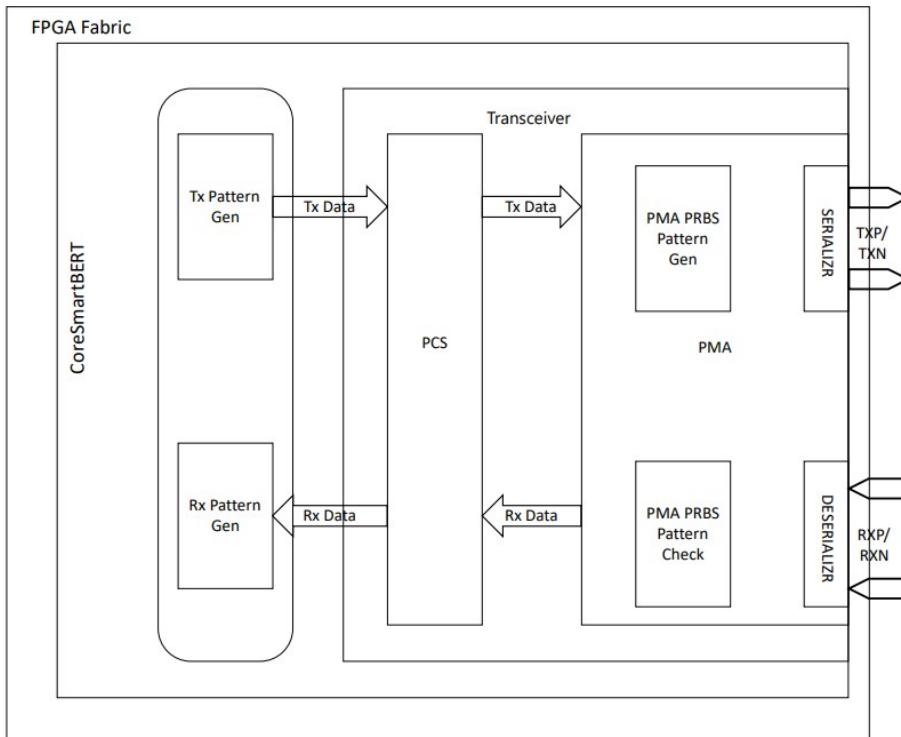 FPGA Fabric
CoreSmartBERT
Transceiver
Tx Pattern
Gen
Tx Data
PCS
Tx Data
PMA PRBS
Pattern
Gen
SERIALIZR
TXP/
TXN
PMA
Rx Pattern
Gen
Rx Data
Rx Data
PMA PRBS
Pattern
Check
DESERIALIZR
RXP/
RXN